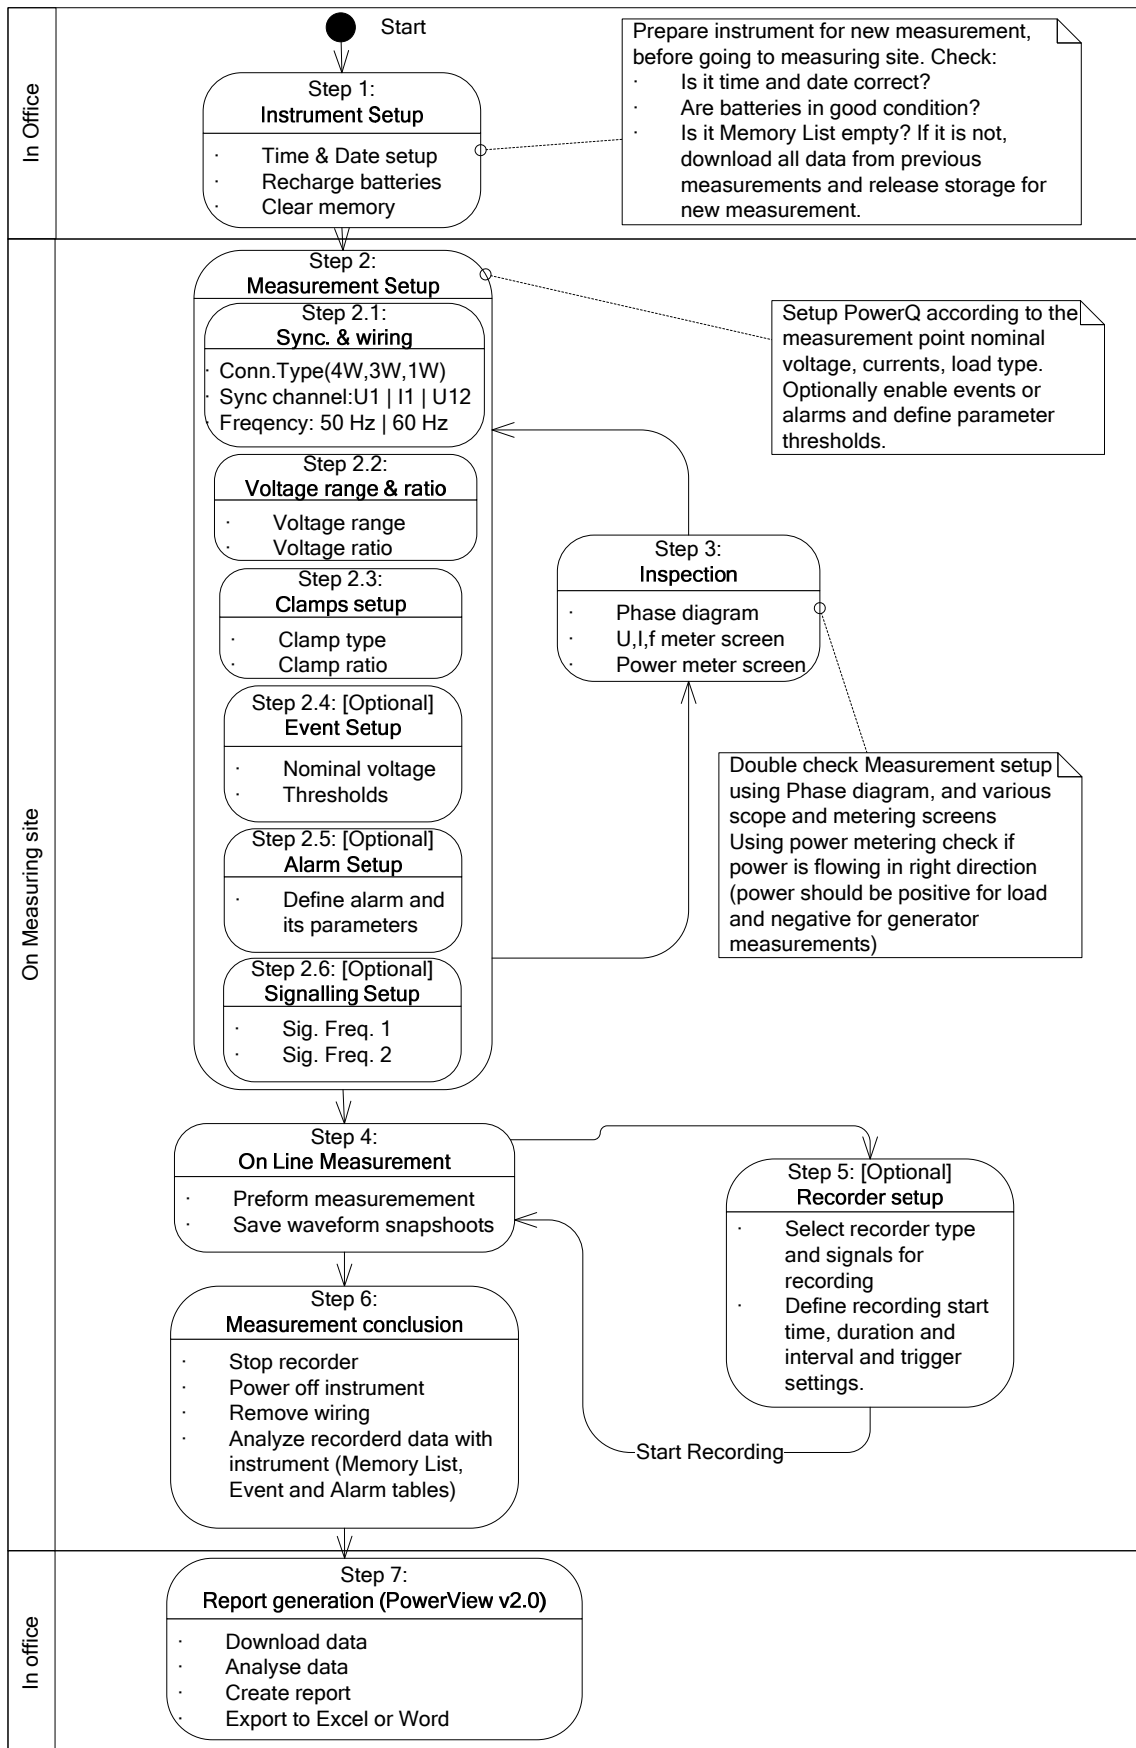 In Office
Start
Step 1:
Instrument Setup
· Time & Date setup
· Recharge batteries
· Clear memory
Prepare instrument for new measurement,
before going to measuring site. Check:
· Is it time and date correct?
· Are batteries in good condition?
· Is it Memory List empty? If it is not,
download all data from previous
measurements and release storage for
new measurement.
On Measuring site
Step 2:
Measurement Setup
Step 2.1:
Sync. & wiring
· Conn.Type(4W,3W,1W)
· Sync channel:U1 | I1 | U12
· Freqency: 50 Hz | 60 Hz
Step 2.2:
Voltage range & ratio
· Voltage range
· Voltage ratio
Step 2.3:
Clamps setup
· Clamp type
· Clamp ratio
Step 2.4: [Optional]
Event Setup
· Nominal voltage
· Thresholds
Step 2.5: [Optional]
Alarm Setup
· Define alarm and
its parameters
Step 2.6: [Optional]
Signalling Setup
· Sig. Freq. 1
· Sig. Freq. 2
Setup PowerQ according to the
measurement point nominal
voltage, currents, load type.
Optionally enable events or
alarms and define parameter
thresholds.
Step 3:
Inspection
· Phase diagram
· U,I,f meter screen
· Power meter screen
Double check Measurement setup
using Phase diagram, and various
scope and metering screens
Using power metering check if
power is flowing in right direction
(power should be positive for load
and negative for generator
measurements)
Step 4:
On Line Measurement
· Preform measuremement
· Save waveform snapshoots
Step 5: [Optional]
Recorder setup
· Select recorder type
and signals for
recording
· Define recording start
time, duration and
interval and trigger
settings.
Start Recording
Step 6:
Measurement conclusion
· Stop recorder
· Power off instrument
· Remove wiring
· Analyze recorderd data with
instrument (Memory List,
Event and Alarm tables)
In office
Step 7:
Report generation (PowerView v2.0)
· Download data
· Analyse data
· Create report
· Export to Excel or Word